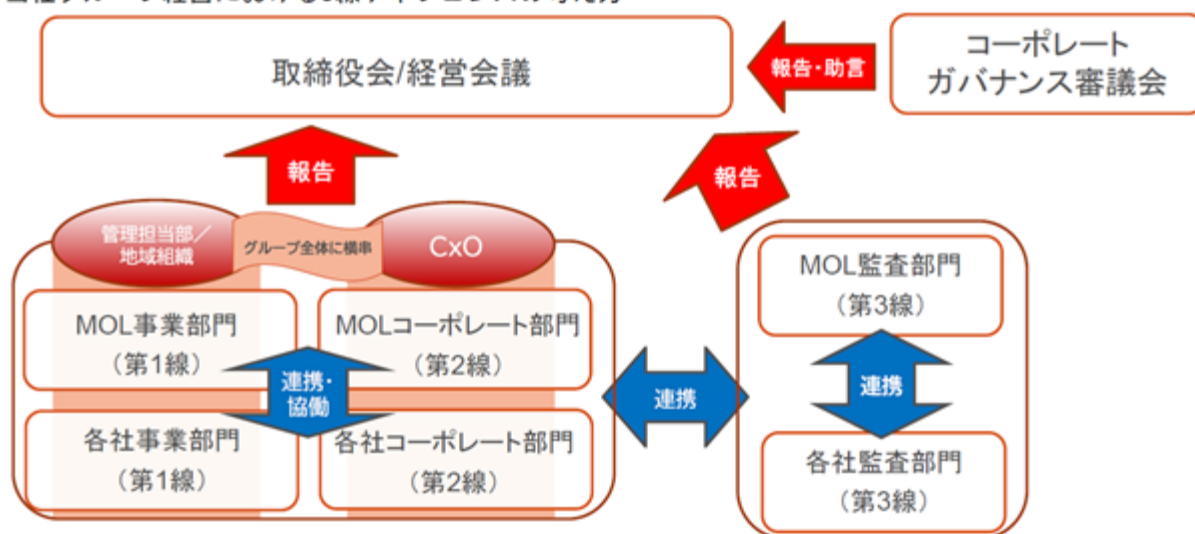 取締役会/経営会議
報告・助言
コーポレート
ガバナンス審議会
報告
報告
管理担当部／
地域組織
グループ全体に横串
CxO
MOL事業部門
（第1線）
MOLコーポレート部門
（第2線）
連携・
協働
各社事業部門
（第1線）
各社コーポレート部門
（第2線）
連携
MOL監査部門
（第3線）
連携
各社監査部門
（第3線）